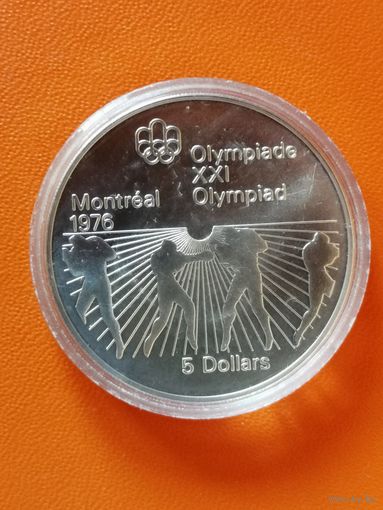 Olympiade
XXI
Olympiad
Montréal
1976
5 Dollars